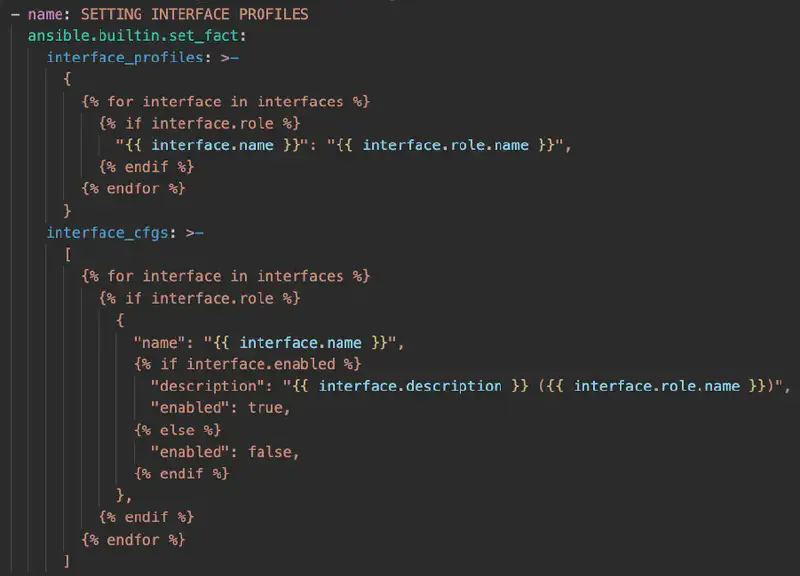 - name: SETTING INTERFACE PROFILES
  ansible.builtin.set_fact:
    interface_profiles: >-
      {
        {% for interface in interfaces %}
          {% if interface.role %}
            "{{ interface.name }}": "{{ interface.role.name }}",
          {% endif %}
        {% endfor %}
      }
    interface_cfgs: >-
      [
        {% for interface in interfaces %}
          {% if interface.role %}
            {
              "name": "{{ interface.name }}",
              {% if interface.enabled %}
                "description": "{{ interface.description }} ({{ interface.role.name }})",
                "enabled": true,
              {% else %}
                "enabled": false,
              {% endif %}
            },
          {% endif %}
        {% endfor %}
      ]